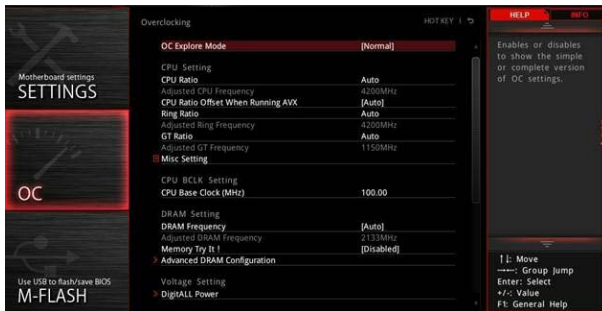 Motherboard settings
SETTINGS
OC
Use USB to flash/save BIOS
M-FLASH
Overclocking
HOT KEY
OC Explore Mode [Normal]
CPU Setting
CPU Ratio Auto
Adjusted CPU Frequency 4200MHz
CPU Ratio Offset When Running AVX [Auto]
Ring Ratio Auto
Adjusted Ring Frequency 4200MHz
GT Ratio Auto
Adjusted GT Frequency 1150MHz
Misc Setting
CPU BCLK Setting
CPU Base Clock (MHz) 100.00
DRAM Setting
DRAM Frequency [Auto]
Adjusted DRAM Frequency 2133MHz
Memory Try It ! [Disabled]
> Advanced DRAM Configuration
Voltage Setting
> DigitALL Power
HELP INFO
Enables or disables
to show the simple
or complete version
of OC settings.
↑↓: Move
→←: Group Jump
Enter: Select
+/-: Value
F1: General Help